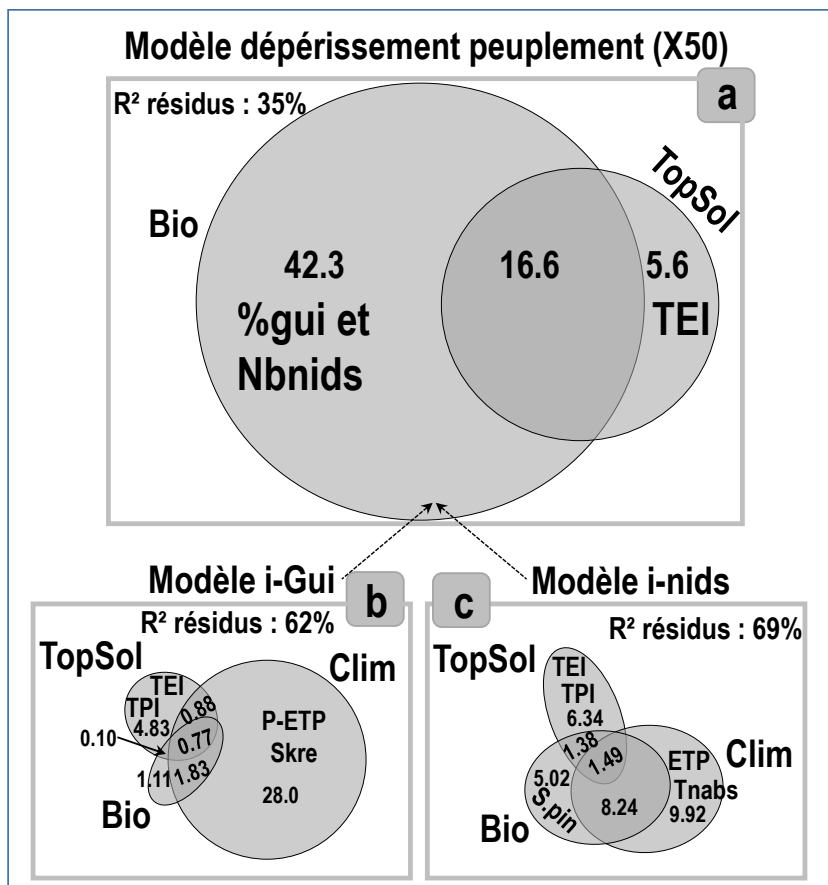 Modèle dépérissement peuplement (X50)
a
R² résidus : 35%
Bio
TopSol
42.3
16.6
5.6
%gui et
Nbnids
TEI
Modèle i-Gui
b
R² résidus : 62%
TopSol
Clim
TEI
TPI
4.83
0.88
0.10
0.77
1.11
1.83
P-ETP
Skre
28.0
Bio
Modèle i-nids
c
R² résidus : 69%
TopSol
TEI
TPI
6.34
1.38
1.49
5.02
S.pin
8.24
ETP
Tnabs
9.92
Clim
Bio